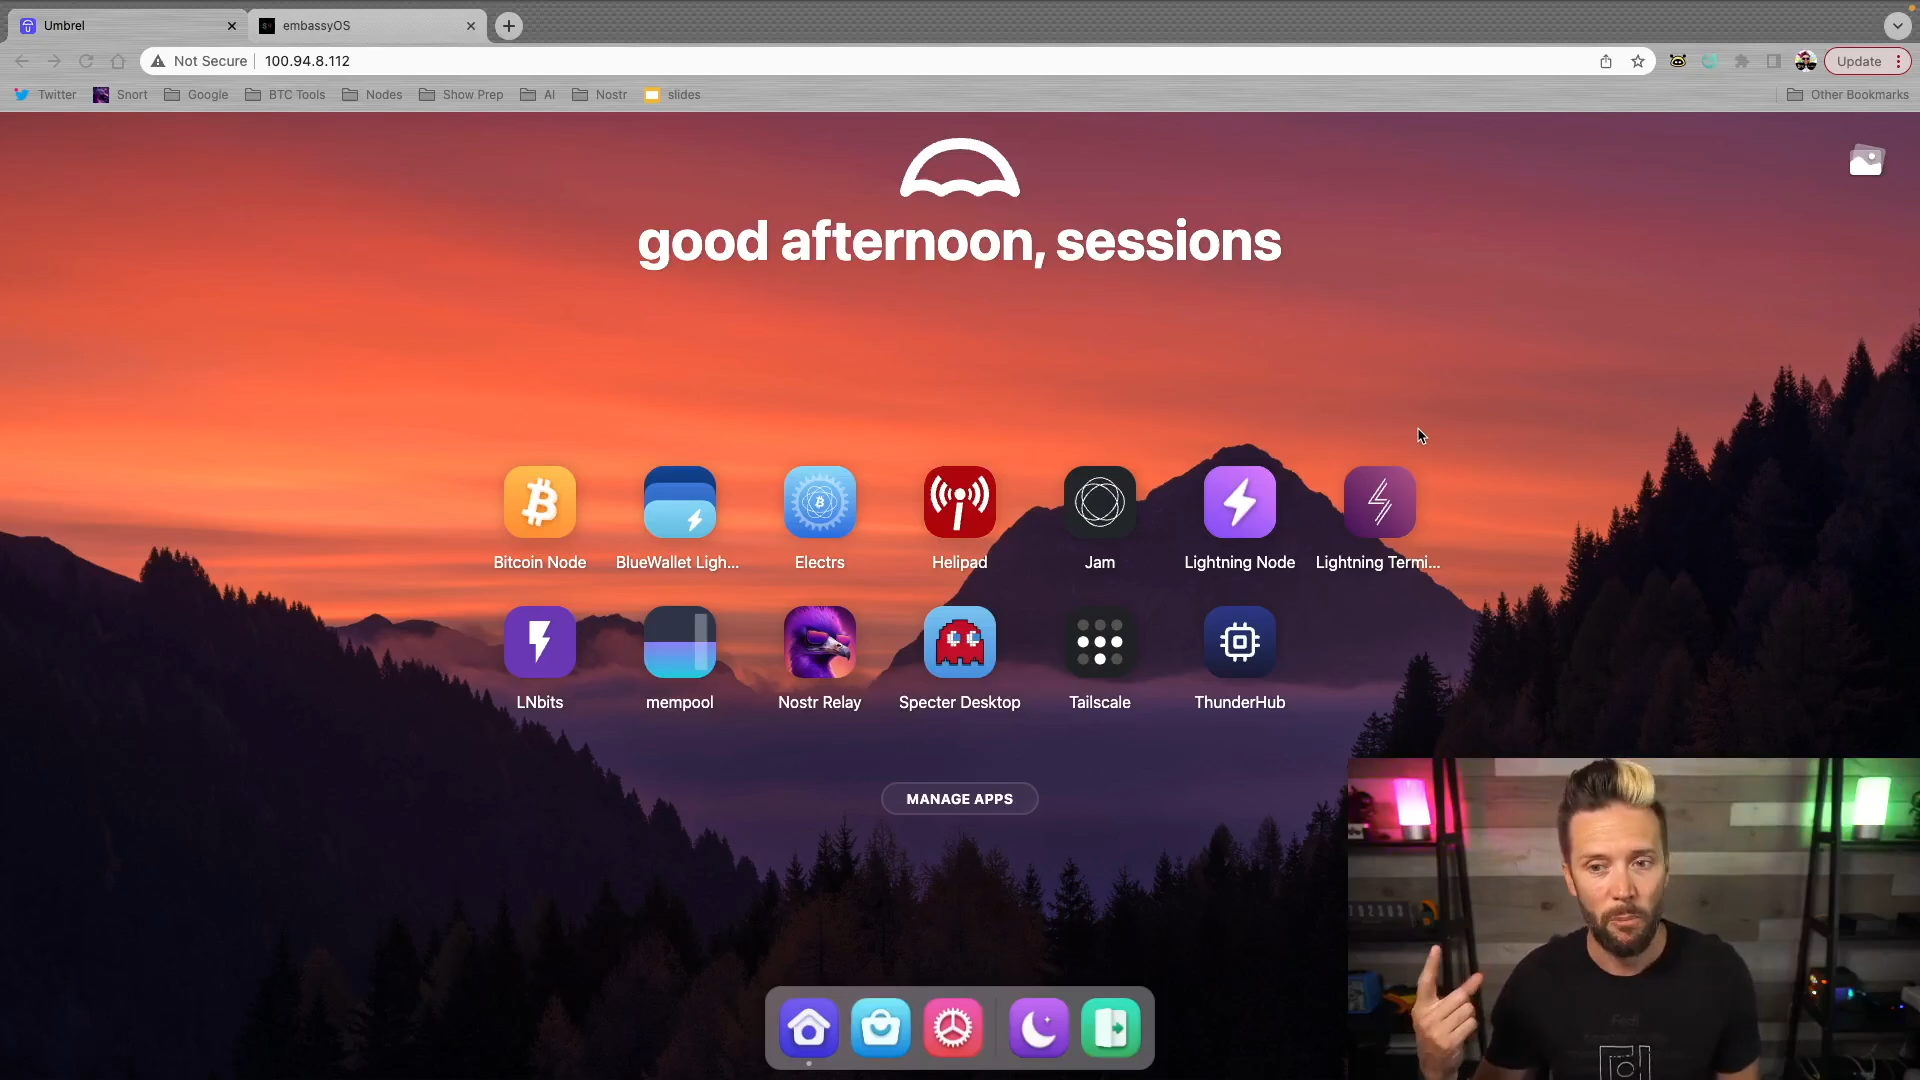 Umbrel
embassyOS
Not Secure
100.94.8.112
Update
Twitter
Snort
Google
BTC Tools
Nodes
Show Prep
AI
Nostr
slides
Other Bookmarks
good afternoon, sessions
Bitcoin Node
BlueWallet Ligh...
Electrs
Helipad
Jam
Lightning Node
Lightning Termi...
LNbits
mempool
Nostr Relay
Specter Desktop
Tailscale
ThunderHub
MANAGE APPS
Fedi